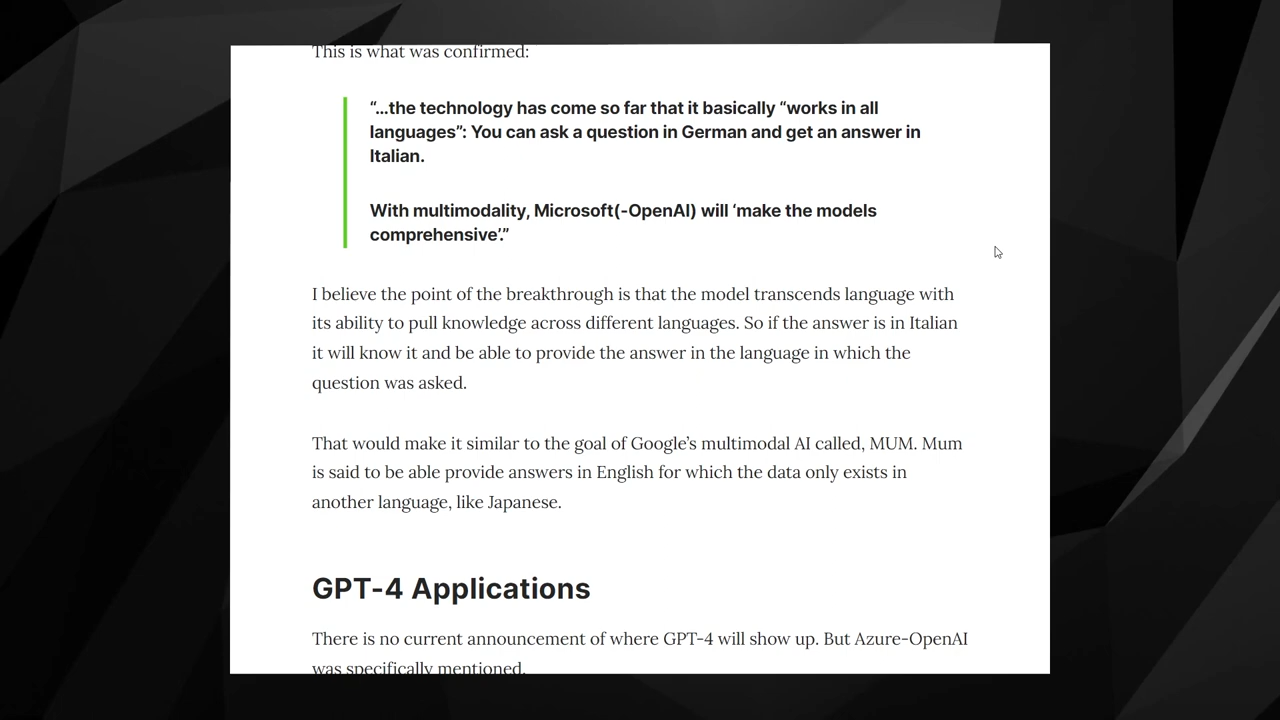 This is what was confirmed:
“…the technology has come so far that it basically “works in all
languages”: You can ask a question in German and get an answer in
Italian.
With multimodality, Microsoft(-OpenAI) will ‘make the models
comprehensive’.”
I believe the point of the breakthrough is that the model transcends language with
its ability to pull knowledge across different languages. So if the answer is in Italian
it will know it and be able to provide the answer in the language in which the
question was asked.
That would make it similar to the goal of Google’s multimodal AI called, MUM. Mum
is said to be able provide answers in English for which the data only exists in
another language, like Japanese.
GPT-4 Applications
There is no current announcement of where GPT-4 will show up. But Azure-OpenAI
was specifically mentioned.